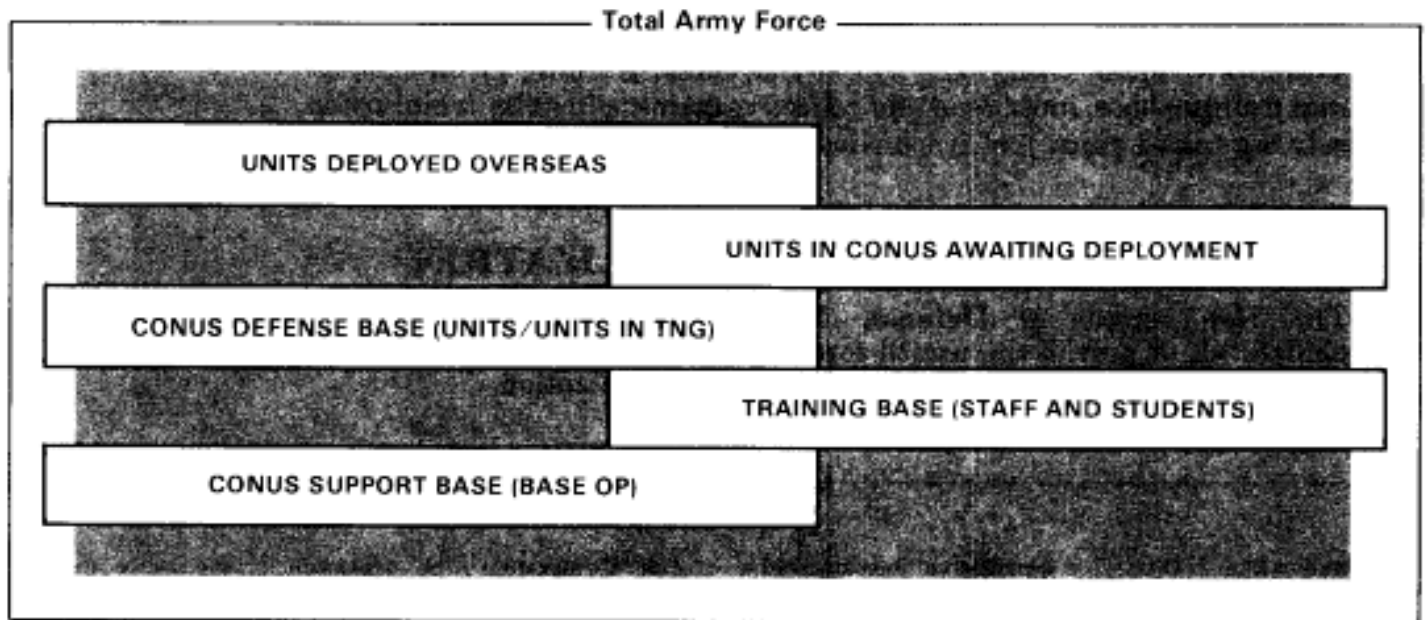 Total Army Force
UNITS DEPLOYED OVERSEAS
UNITS IN CONUS AWAITING DEPLOYMENT
CONUS DEFENSE BASE (UNITS/UNITS IN TNG)
TRAINING BASE (STAFF AND STUDENTS)
CONUS SUPPORT BASE (BASE OP)